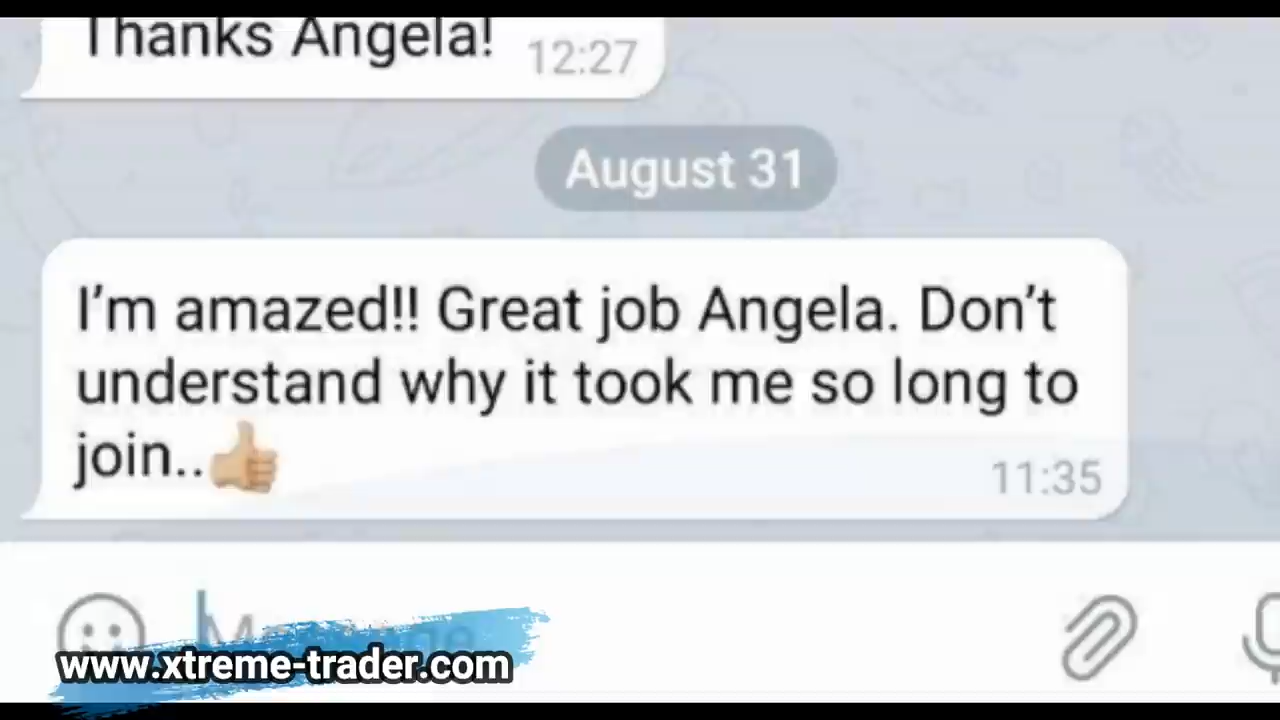 Thanks Angela! 12:27
August 31
I'm amazed!! Great job Angela. Don't
understand why it took me so long to
join..👍🏼
11:35
www.xtreme-trader.com